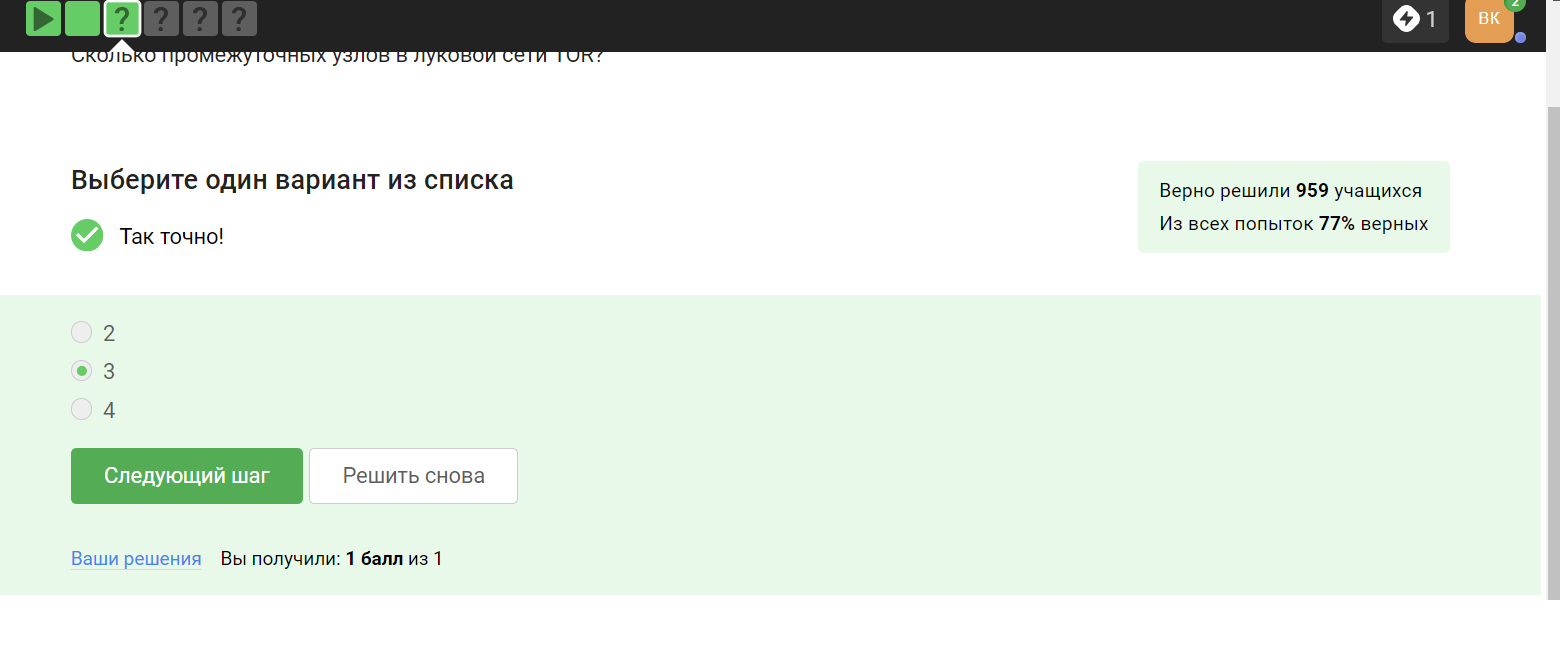 ? ? ? ?
1
ВК
2
Сколько промежуточных узлов в луковой сети TOR?
Выберите один вариант из списка
Так точно!
Верно решили 959 учащихся
Из всех попыток 77% верных
2
3
4
Следующий шаг
Решить снова
Ваши решения Вы получили: 1 балл из 1